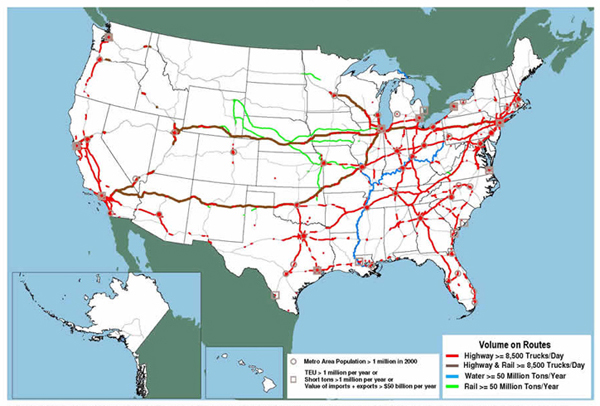 Metro Area Population > 1 million in 2000
TEU > 1 million per year or
Short tons >1 million per year or
Value of imports + exports > $50 billion per year
Volume on Routes
Highway >= 8,500 Trucks/Day
Highway & Rail >= 8,500 Trucks/Day
Water >= 50 Million Tons/Year
Rail >= 50 Million Tons/Year